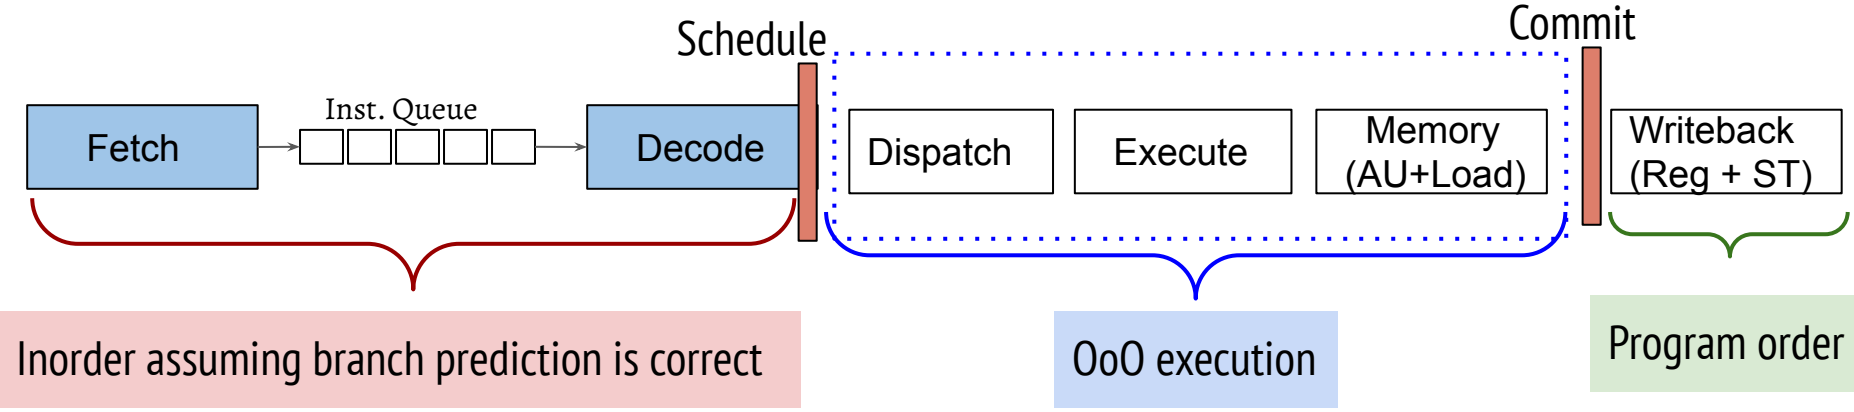 Schedule
Commit
Inst. Queue
Fetch
Decode
Dispatch
Execute
Memory
(AU+Load)
Writeback
(Reg + ST)
Inorder assuming branch prediction is correct
OoO execution
Program order